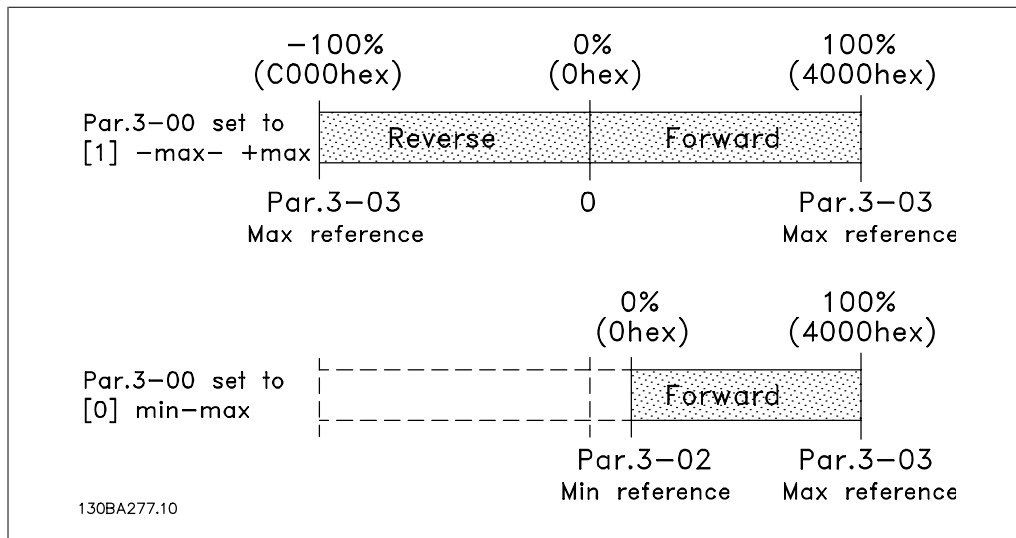 -100% 0% 100%
(C000hex) (0hex) (4000hex)
Par.3-00 set to
[1] -max- +max
Reverse Forward
Par.3-03 0 Par.3-03
Max reference Max reference
0% 100%
(0hex) (4000hex)
Par.3-00 set to
[0] min-max
Forward
Par.3-02 Par.3-03
Min reference Max reference
130BA277.10